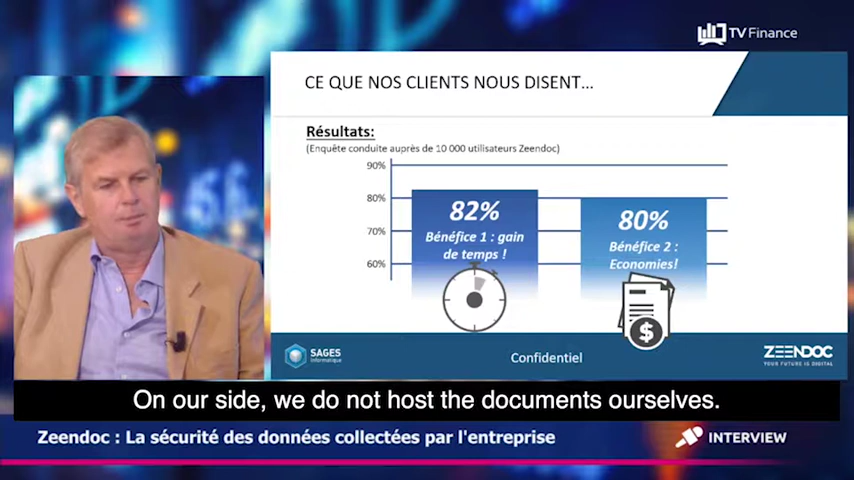 TV Finance
CE QUE NOS CLIENTS NOUS DISENT...
Résultats:
(Enquête conduite auprès de 10 000 utilisateurs Zeendoc)
90%
80%
70%
60%
82%
Bénéfice 1 : gain
de temps !
80%
Bénéfice 2 :
Economies!
$
SAGES
Informatique
Confidentiel
ZEENDOC
YOUR FUTURE IS DIGITAL
On our side, we do not host the documents ourselves.
Zeendoc : La sécurité des données collectées par l'entreprise
INTERVIEW